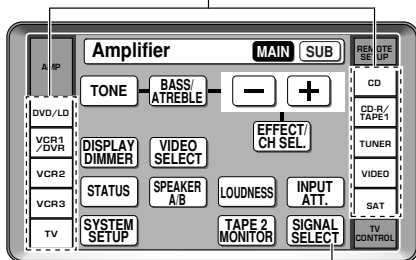 Amplifier
MAIN
SUB
AMP
DVD/LD
VCR1
/DVR
VCR2
VCR3
TV
TONE
BASS/
ATREBLE
−
+
EFFECT/
CH SEL.
DISPLAY
DIMMER
VIDEO
SELECT
STATUS
SPEAKER
A/B
LOUDNESS
INPUT
ATT.
SYSTEM
SETUP
TAPE 2
MONITOR
SIGNAL
SELECT
REMOTE
SETUP
CD
CD-R/
TAPE1
TUNER
VIDEO
SAT
TV
CONTROL